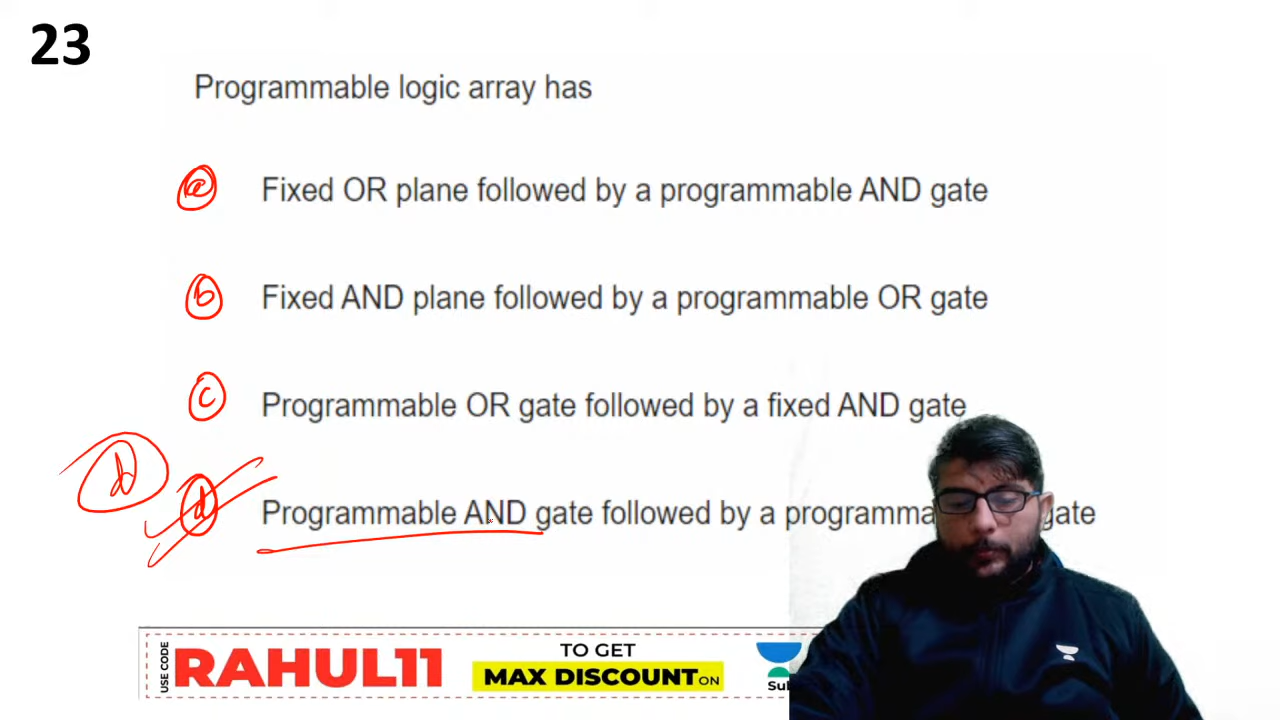 23
Programmable logic array has
a Fixed OR plane followed by a programmable AND gate
b Fixed AND plane followed by a programmable OR gate
c Programmable OR gate followed by a fixed AND gate
d
d Programmable AND gate followed by a programma gate
USE CODE
RAHUL11
TO GET
MAX DISCOUNT ON
Su